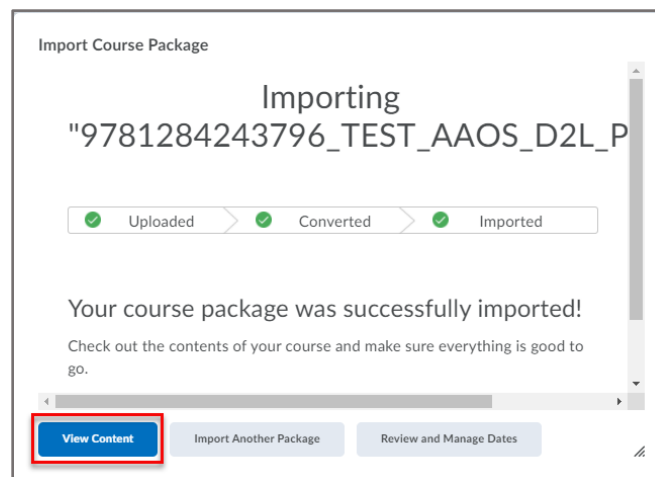 Import Course Package
Importing
"9781284243796_TEST_AAOS_D2L_P
Uploaded Converted Imported
Your course package was successfully imported!
Check out the contents of your course and make sure everything is good to
go.
View Content Import Another Package Review and Manage Dates